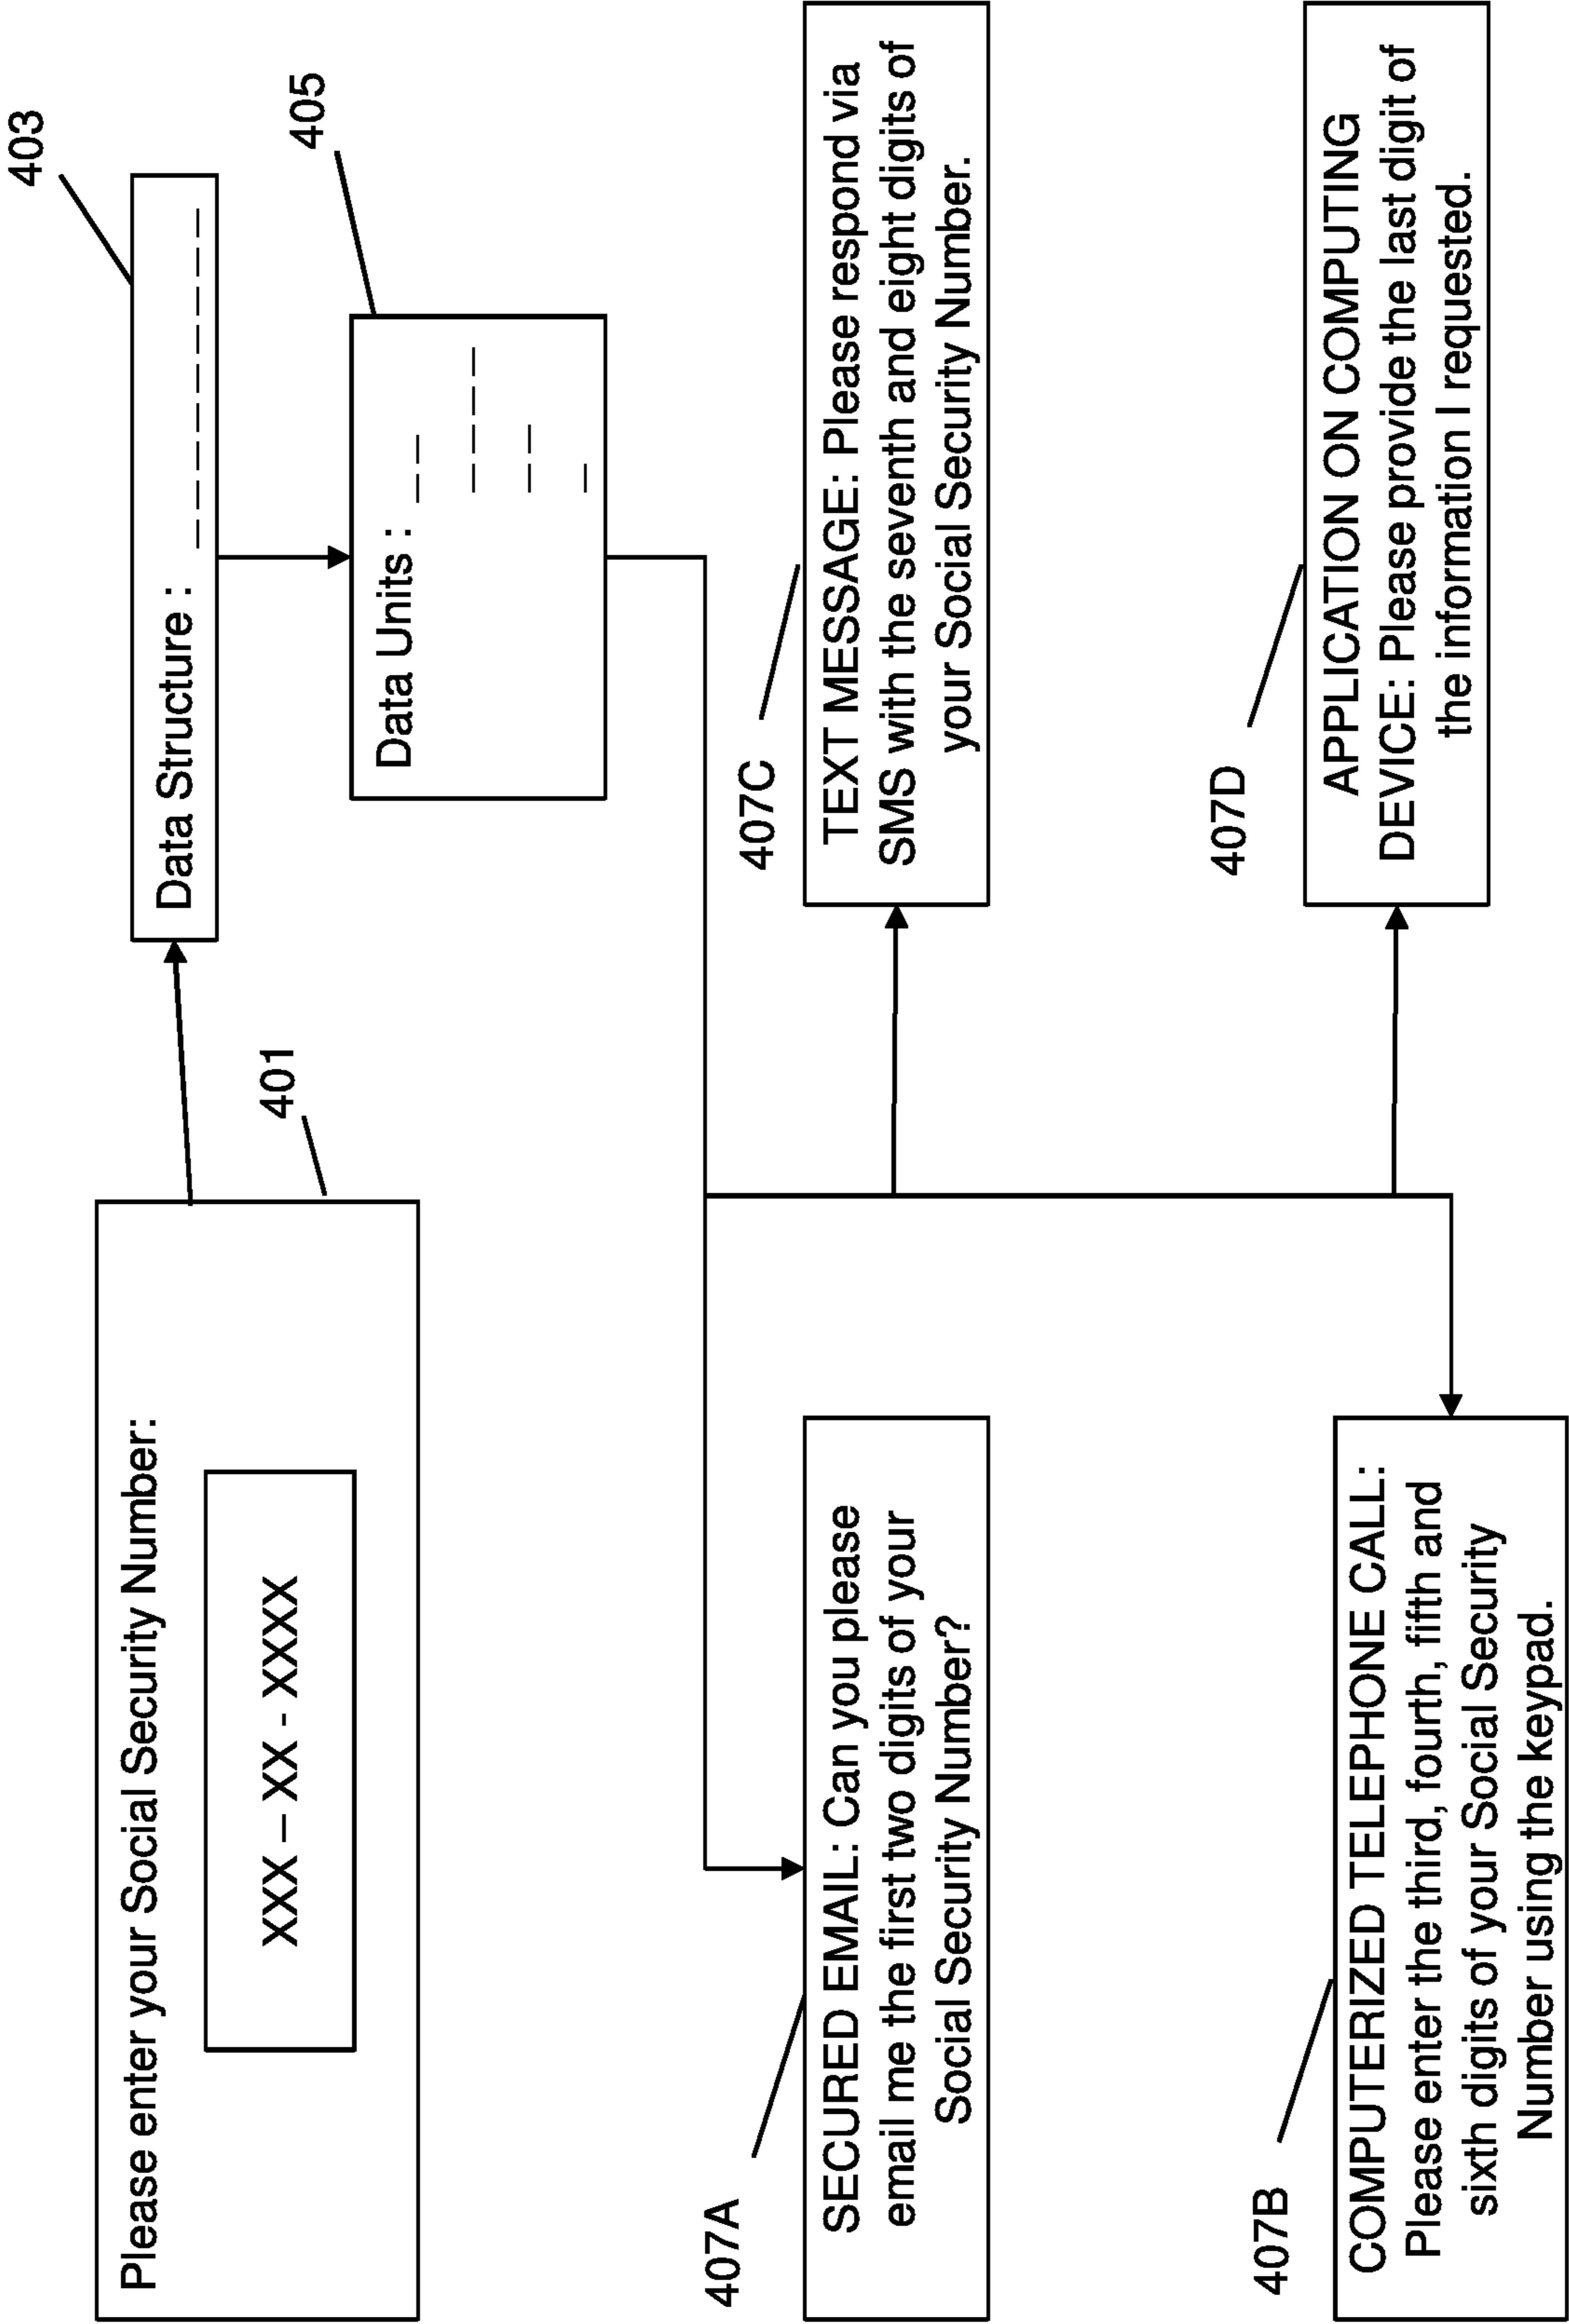 Please enter your Social Security Number:
XXX – XX - XXXX
401
403
Data Structure : _ _ _ _ _ _ _ _ _
405
Data Units : _ _
_ _ _ _
_ _
_
407A
SECURED EMAIL: Can you please
email me the first two digits of your
Social Security Number?
407C
TEXT MESSAGE: Please respond via
SMS with the seventh and eight digits of
your Social Security Number.
407B
COMPUTERIZED TELEPHONE CALL:
Please enter the third, fourth, fifth and
sixth digits of your Social Security
Number using the keypad.
407D
APPLICATION ON COMPUTING
DEVICE: Please provide the last digit of
the information I requested.